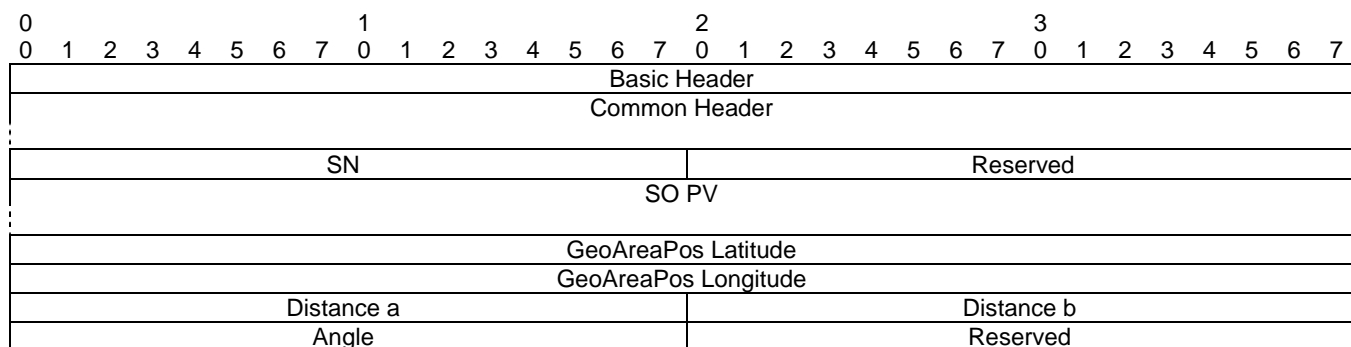 0 1 2 3
0 1 2 3 4 5 6 7 0 1 2 3 4 5 6 7 0 1 2 3 4 5 6 7 0 1 2 3 4 5 6 7
Basic Header
Common Header
SN Reserved
SO PV
GeoAreaPos Latitude
GeoAreaPos Longitude
Distance a Distance b
Angle Reserved